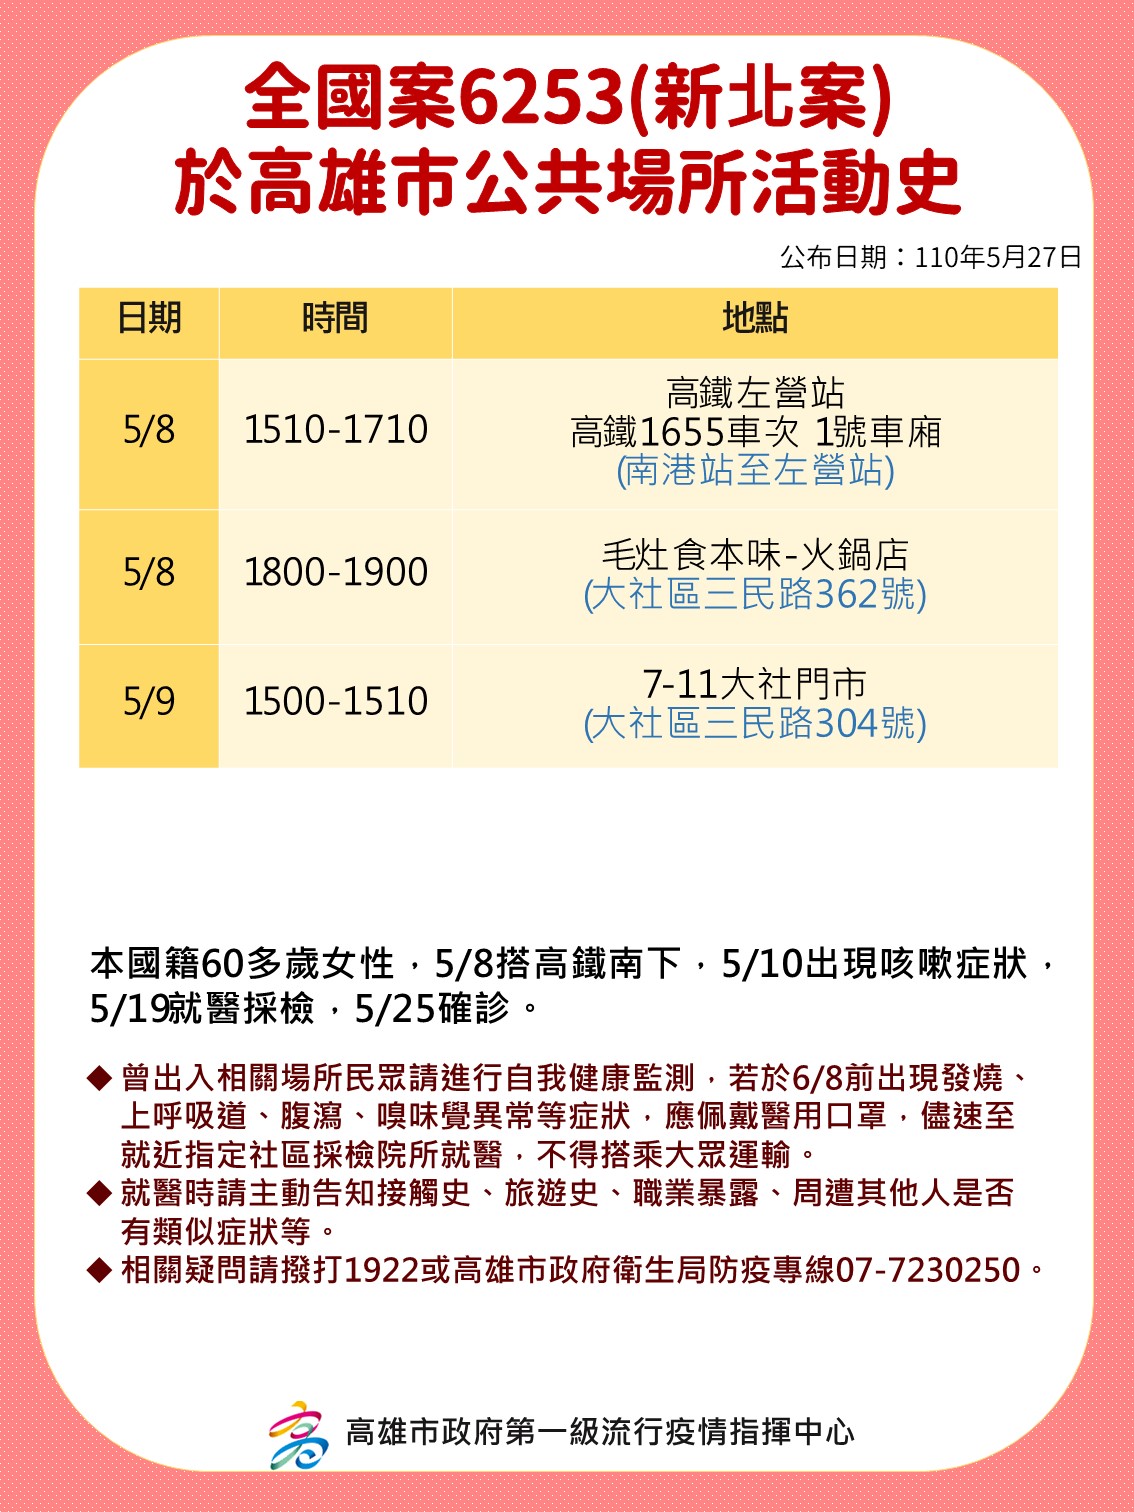 全國案6253(新北案)
於高雄市公共場所活動史
公布日期：110年5月27日
日期 時間 地點
5/8 1510-1710 高鐵左營站
高鐵1655車次 1號車廂
(南港站至左營站)
5/8 1800-1900 毛灶食本味-火鍋店
(大社區三民路362號)
5/9 1500-1510 7-11大社門市
(大社區三民路304號)
本國籍60多歲女性，5/8搭高鐵南下，5/10出現咳嗽症狀，
5/19就醫採檢，5/25確診。
◆曾出入相關場所民眾請進行自我健康監測，若於6/8前出現發燒、
上呼吸道、腹瀉、嗅味覺異常等症狀，應佩戴醫用口罩，儘速至
就近指定社區採檢院所就醫，不得搭乘大眾運輸。
◆就醫時請主動告知接觸史、旅遊史、職業暴露、周遭其他人是否
有類似症狀等。
◆相關疑問請撥打1922或高雄市政府衛生局防疫專線07-7230250。
高雄市政府第一級流行疫情指揮中心